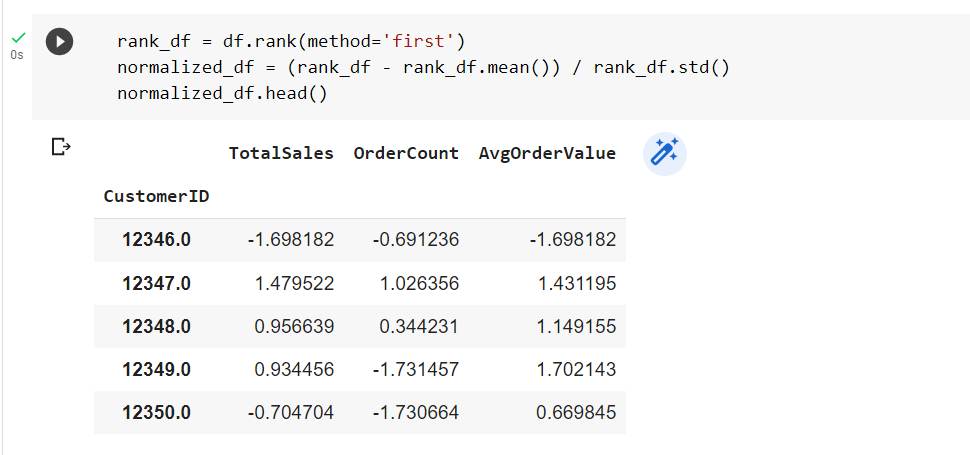 0s
rank_df = df.rank(method='first')
normalized_df = (rank_df - rank_df.mean()) / rank_df.std()
normalized_df.head()
TotalSales OrderCount AvgOrderValue
CustomerID
12346.0 -1.698182 -0.691236 -1.698182
12347.0 1.479522 1.026356 1.431195
12348.0 0.956639 0.344231 1.149155
12349.0 0.934456 -1.731457 1.702143
12350.0 -0.704704 -1.730664 0.669845